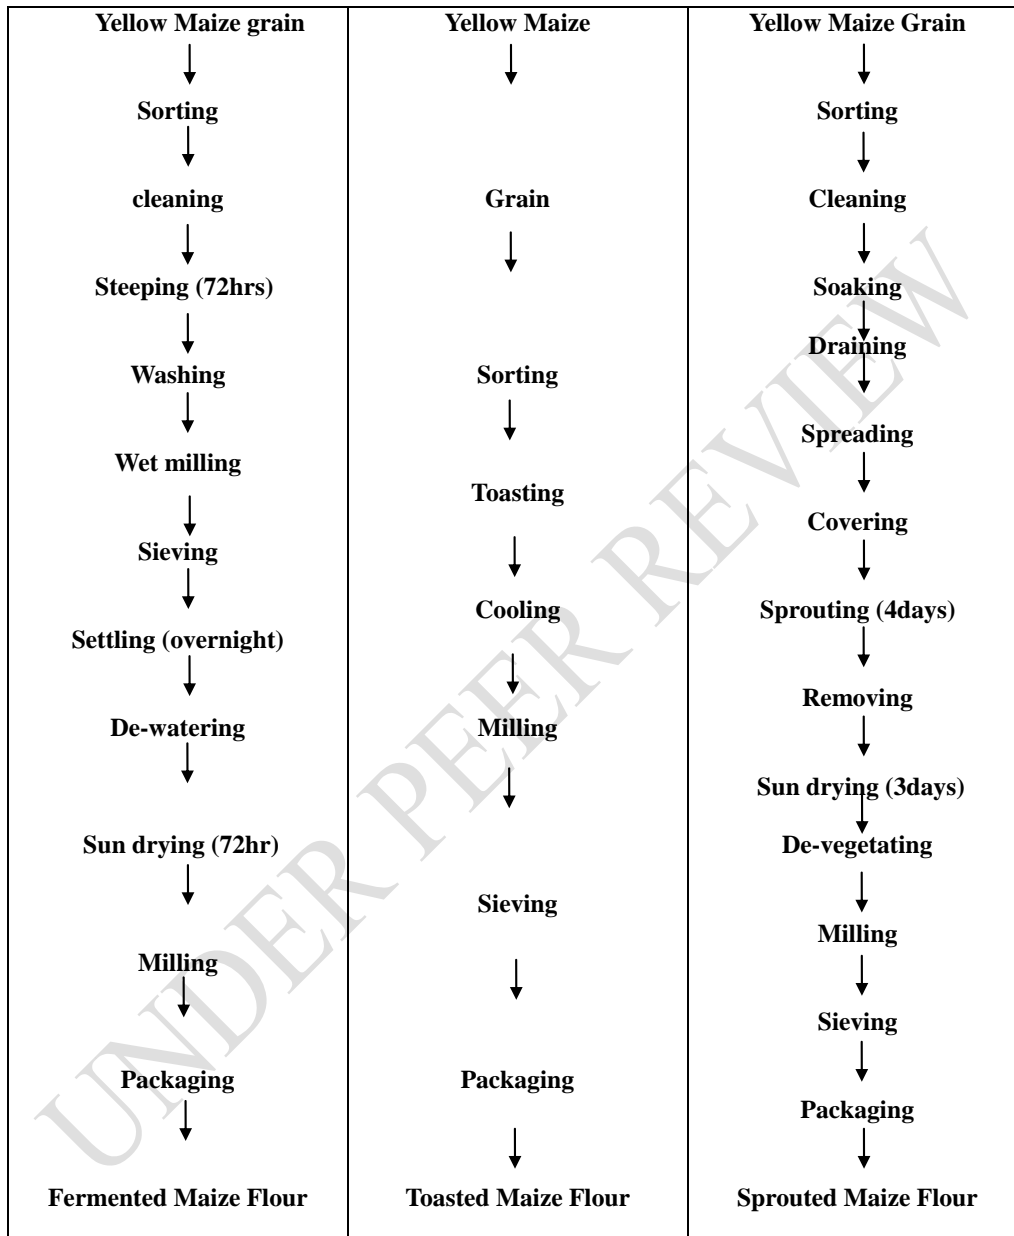 Yellow Maize grain
Sorting
cleaning
Steeping (72hrs)
Washing
Wet milling
Sieving
Settling (overnight)
De-watering
Sun drying (72hr)
Milling
Packaging
Fermented Maize Flour
Yellow Maize
Grain
Sorting
Toasting
Cooling
Milling
Sieving
Packaging
Toasted Maize Flour
Yellow Maize Grain
Sorting
Cleaning
Soaking
Draining
Spreading
Covering
Sprouting (4days)
Removing
Sun drying (3days)
De-vegetating
Milling
Sieving
Packaging
Sprouted Maize Flour
UNDER PEER REVIEW